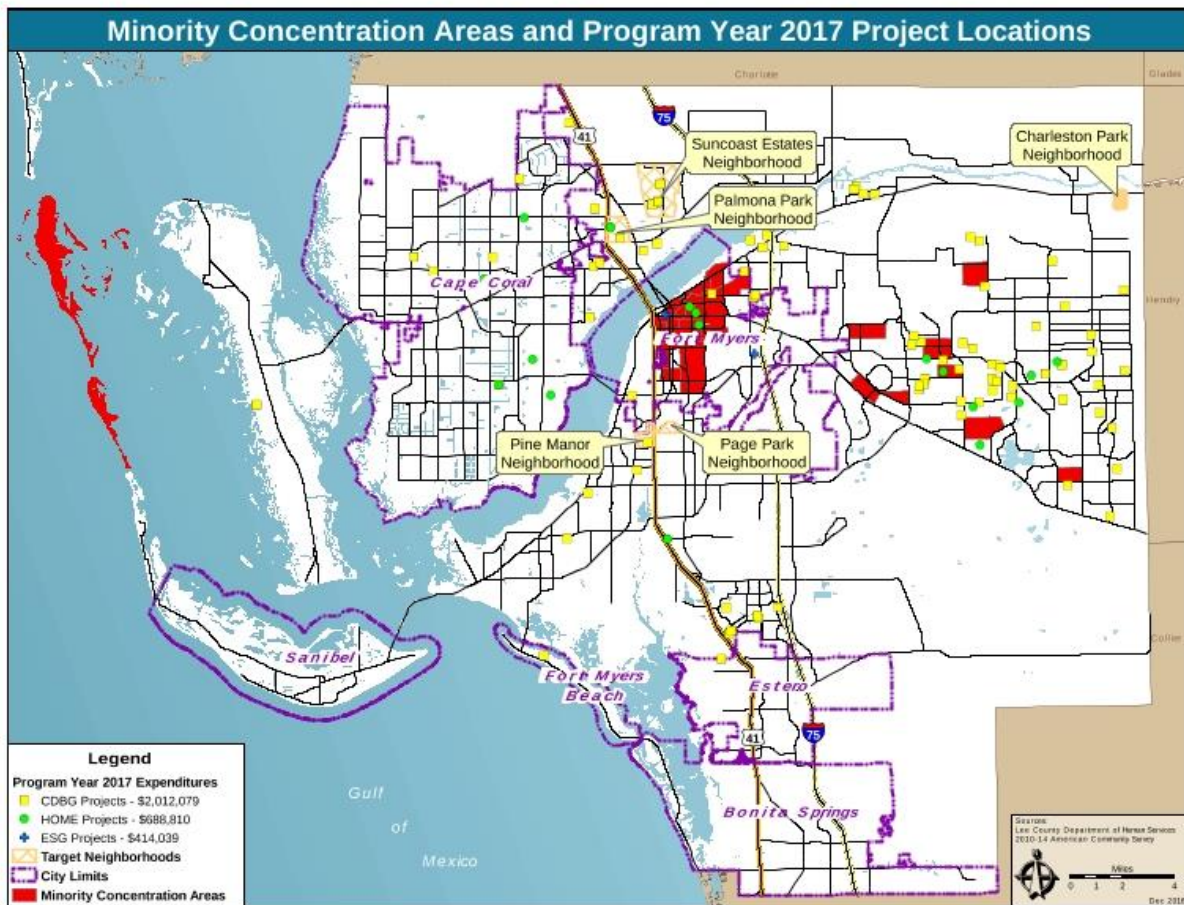 Minority Concentration Areas and Program Year 2017 Project Locations
Charlotte
Glades
41
75
Suncoast Estates
Neighborhood
Charleston Park
Neighborhood
Palmona Park
Neighborhood
Cape Coral
Hendry
Fort Myers
Pine Manor
Neighborhood
Page Park
Neighborhood
Collier
Sanibel
Fort Myers
Beach
Estero
41
75
Bonita Springs
Gulf
of
Mexico
Legend
Program Year 2017 Expenditures
CDBG Projects - $2,012,079
HOME Projects - $688,810
ESG Projects - $414,039
Target Neighborhoods
City Limits
Minority Concentration Areas
Sources:
Lee County Department of Human Services
2010-14 American Community Survey
Miles
0 1 2 4